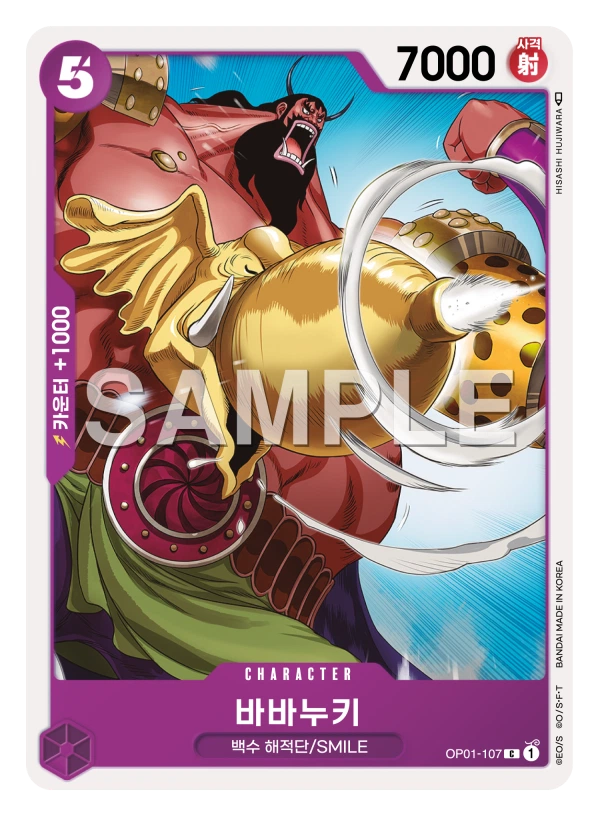 5
7000
사격
射
HISASHI HUJIWARA
카운터 +1000
SAMPLE
CHARACTER
바바누키
백수 해적단/SMILE
OP01-107 C 1
©EO/S ©O/S·F·T BANDAI MADE IN KOREA